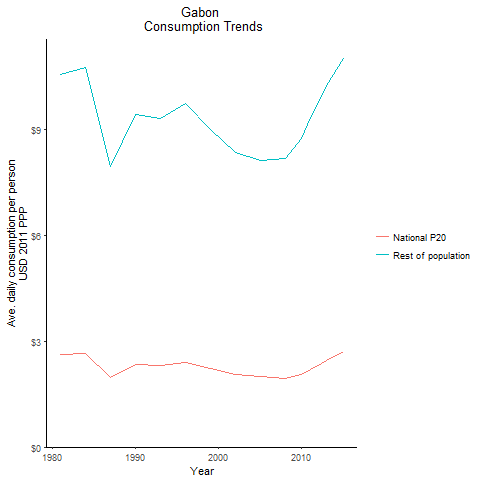 Gabon
Consumption Trends
Ave. daily consumption per person
USD 2011 PPP
$9
$6
$3
$0
1980
1990
2000
2010
Year
National P20
Rest of population